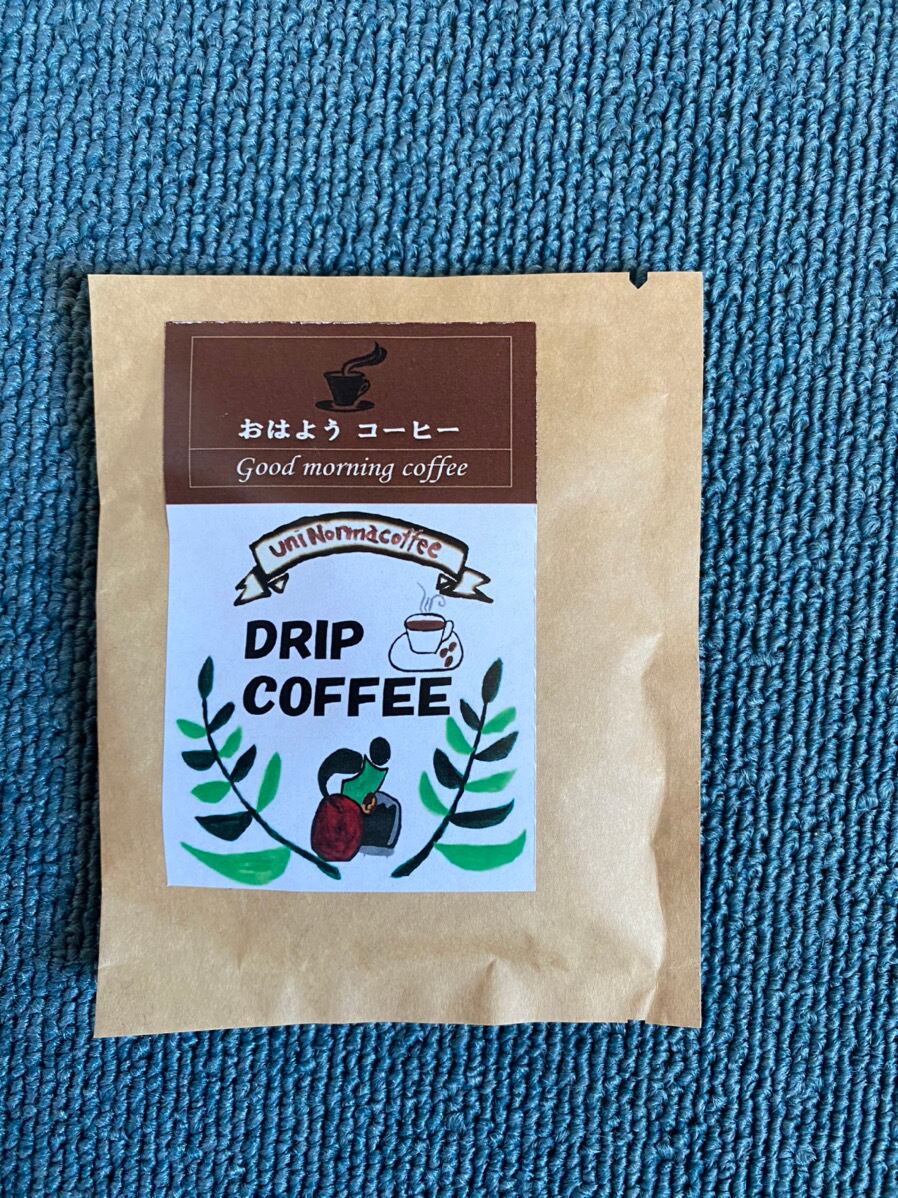 おはよう コーヒー
Good morning coffee
uniNormacoffee
DRIP
COFFEE